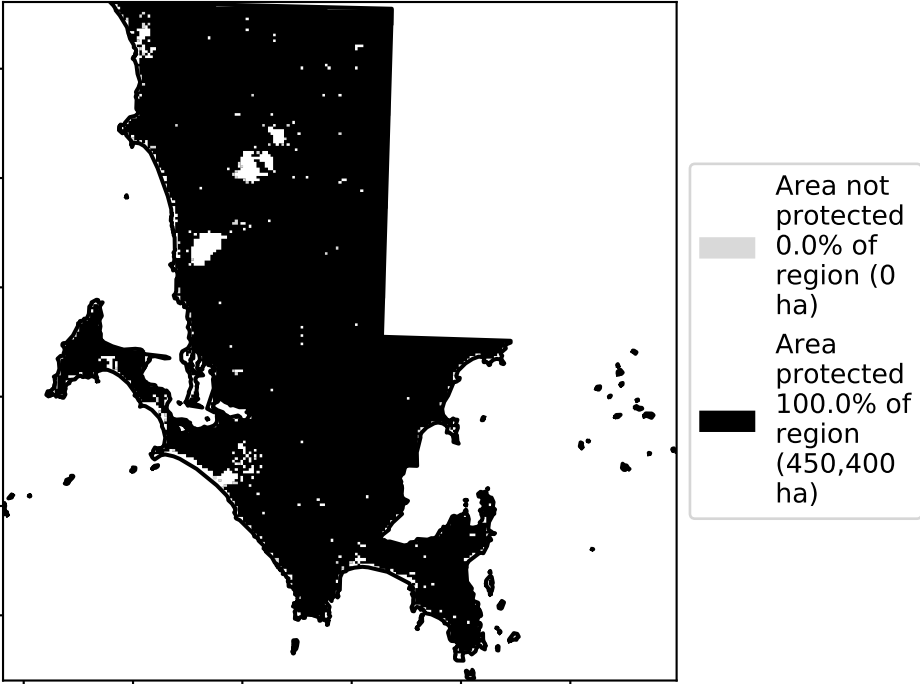 Area not
protected
0.0% of
region (0
ha)
Area
protected
100.0% of
region
(450,400
ha)